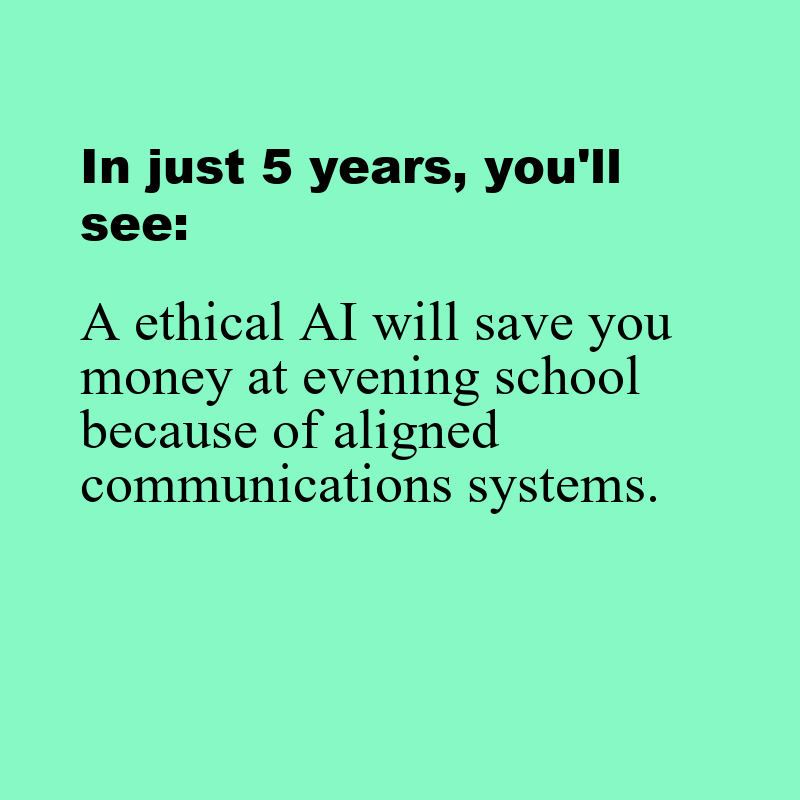 In just 5 years, you'll
see:
A ethical AI will save you
money at evening school
because of aligned
communications systems.